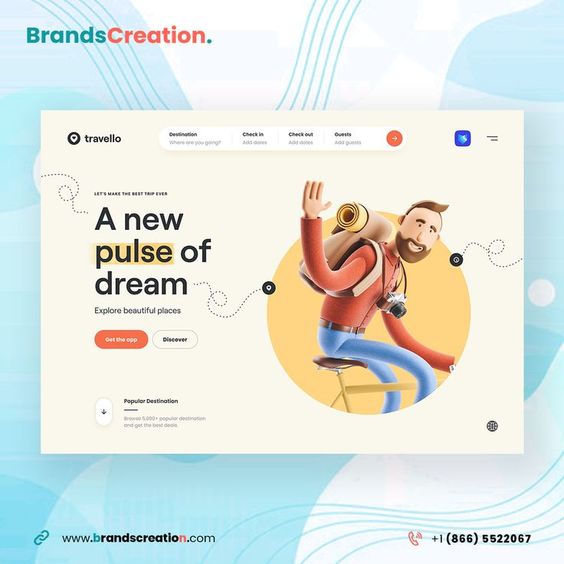 BrandsCreation.
travello
Destination
Where are you going?
Check in
Add dates
Check out
Add dates
Guests
Add guests
LET'S MAKE THE BEST TRIP EVER
A new
pulse of
dream
Explore beautiful places
Get the app
Discover
Popular Destination
Browse 5,000+ popular destination
and get the best deals
www.brandscreation.com
+1 (866) 5522067